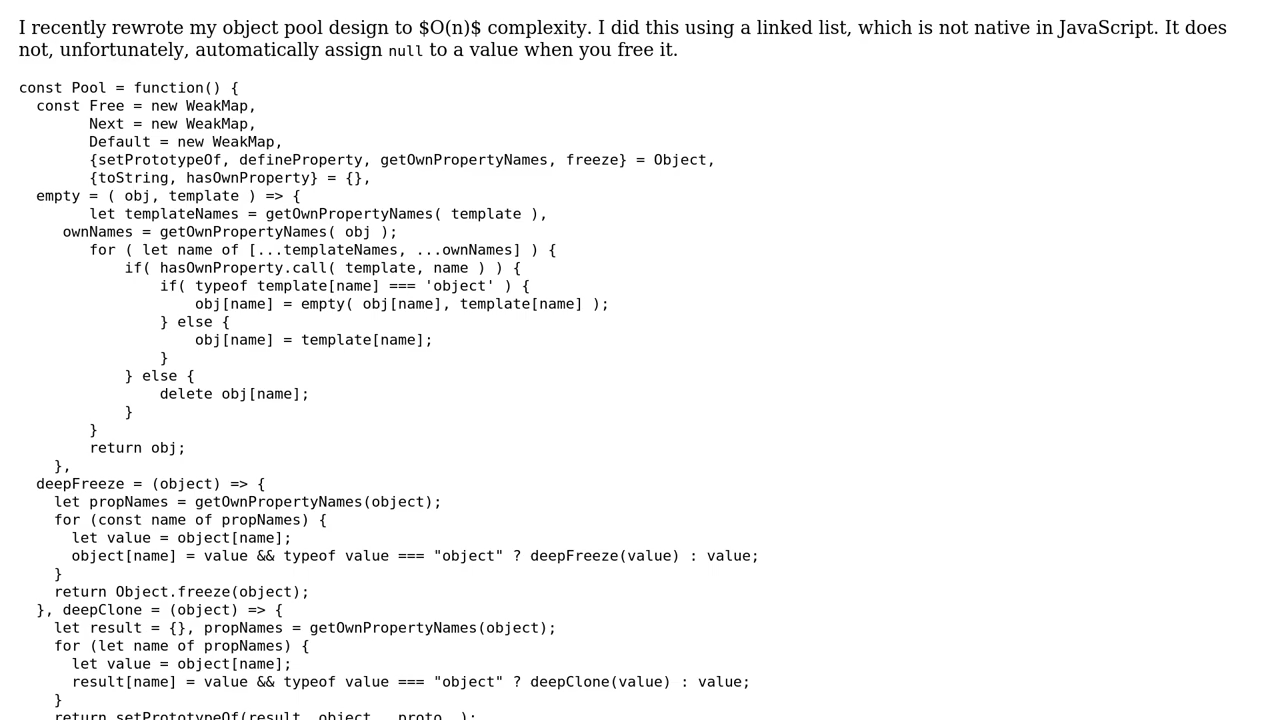 I recently rewrote my object pool design to $O(n)$ complexity. I did this using a linked list, which is not native in JavaScript. It does
not, unfortunately, automatically assign null to a value when you free it.
const Pool = function() {
  const Free = new WeakMap,
        Next = new WeakMap,
        Default = new WeakMap,
        {setPrototypeOf, defineProperty, getOwnPropertyNames, freeze} = Object,
        {toString, hasOwnProperty} = {},
  empty = ( obj, template ) => {
        let templateNames = getOwnPropertyNames( template ),
     ownNames = getOwnPropertyNames( obj );
        for ( let name of [...templateNames, ...ownNames] ) {
            if( hasOwnProperty.call( template, name ) ) {
                if( typeof template[name] === 'object' ) {
                    obj[name] = empty( obj[name], template[name] );
                } else {
                    obj[name] = template[name];
                }
            } else {
                delete obj[name];
            }
        }
        return obj;
    },
  deepFreeze = (object) => {
    let propNames = getOwnPropertyNames(object);
    for (const name of propNames) {
      let value = object[name];
      object[name] = value && typeof value === "object" ? deepFreeze(value) : value;
    }
    return Object.freeze(object);
  }, deepClone = (object) => {
    let result = {}, propNames = getOwnPropertyNames(object);
    for (let name of propNames) {
      let value = object[name];
      result[name] = value && typeof value === "object" ? deepClone(value) : value;
    }
    return setPrototypeOf(result, object.__proto__);